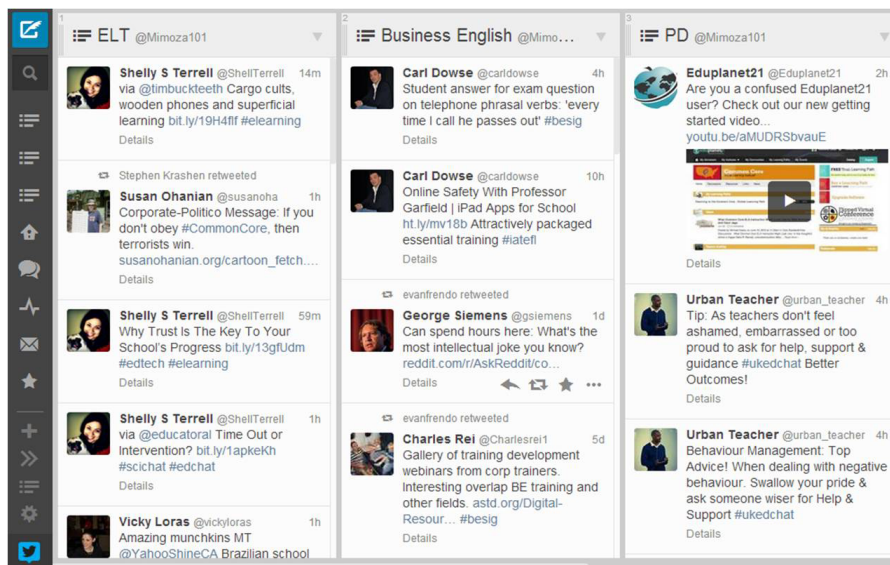 1
ELT @Mimoza101
Shelly S Terrell @ShellTerrell 14m
via @timbuckteeth Cargo cults,
wooden phones and superficial
learning bit.ly/19H4flf #elearning
Details
Stephen Krashen retweeted
Susan Ohanian @susanoha 1h
Corporate-Politico Message: If you
don't obey #CommonCore, then
terrorists win.
susanohanian.org/cartoon_fetch....
Details
Shelly S Terrell @ShellTerrell 59m
Why Trust Is The Key To Your
School's Progress bit.ly/13gfUdm
#edtech #elearning
Details
Shelly S Terrell @ShellTerrell 1h
via @educatoral Time Out or
Intervention? bit.ly/1apkeKh
#scichat #edchat
Details
Vicky Loras @vickyloras 1h
Amazing munchkins MT
@YahooShineCA Brazilian school
2
Business English @Mimo...
Carl Dowse @carldowse 4h
Student answer for exam question
on telephone phrasal verbs: 'every
time I call he passes out' #besig
Details
Carl Dowse @carldowse 10h
Online Safety With Professor
Garfield | iPad Apps for School
ht.ly/mv18b Attractively packaged
essential training #iatefl
Details
evanfrendo retweeted
George Siemens @gsiemens 1d
Can spend hours here: What's the
most intellectual joke you know?
reddit.com/r/AskReddit/co...
Details
evanfrendo retweeted
Charles Rei @Charlesrei1 5d
Gallery of training development
webinars from corp trainers.
Interesting overlap BE training and
other fields. astd.org/Digital-
Resour... #besig
Details
3
PD @Mimoza101
Eduplanet21 @Eduplanet21 2h
Are you a confused Eduplanet21
user? Check out our new getting
started video...
youtu.be/aMUDRSbvauE
Common Core
FREE
Virtual
Conference
Details
Urban Teacher @urban_teacher 4h
Tip: As teachers don't feel
ashamed, embarrassed or too
proud to ask for help, support &
guidance #ukedchat Better
Outcomes!
Details
Urban Teacher @urban_teacher 4h
Behaviour Management: Top
Advice! When dealing with negative
behaviour. Swallow your pride &
ask someone wiser for Help &
Support #ukedchat
Details